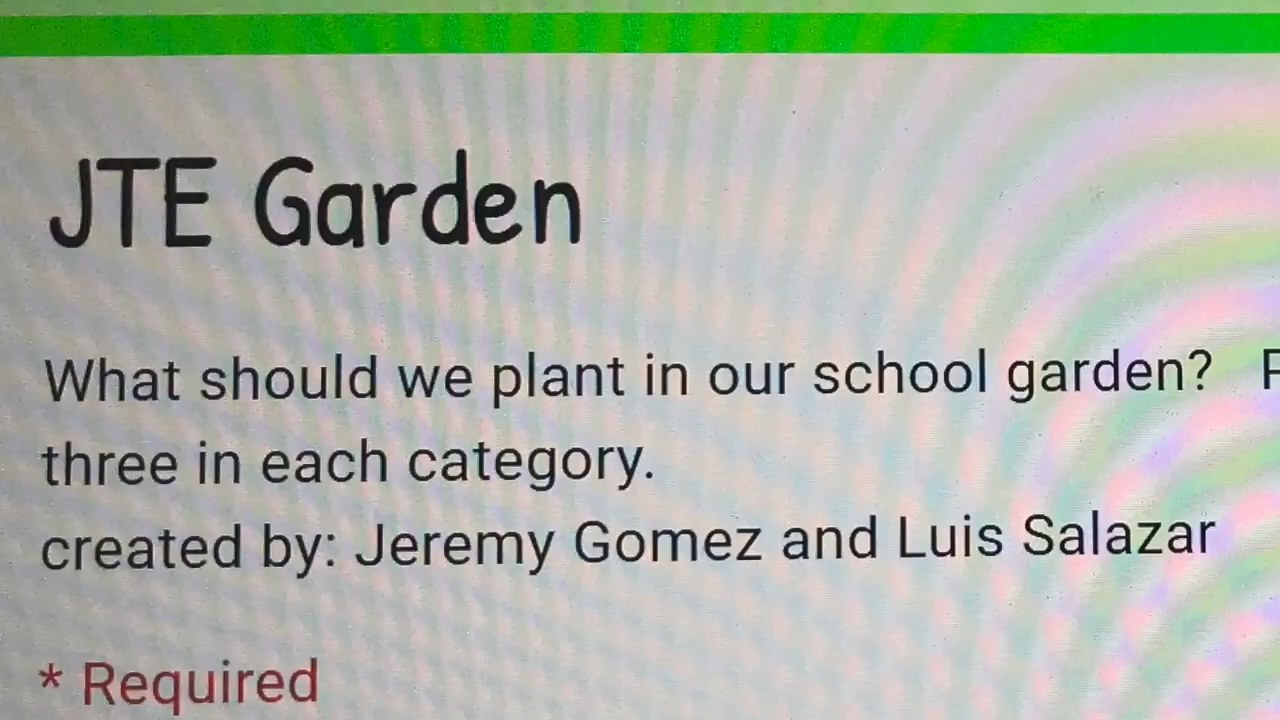 JTE Garden
What should we plant in our school garden?
three in each category.
created by: Jeremy Gomez and Luis Salazar
* Required